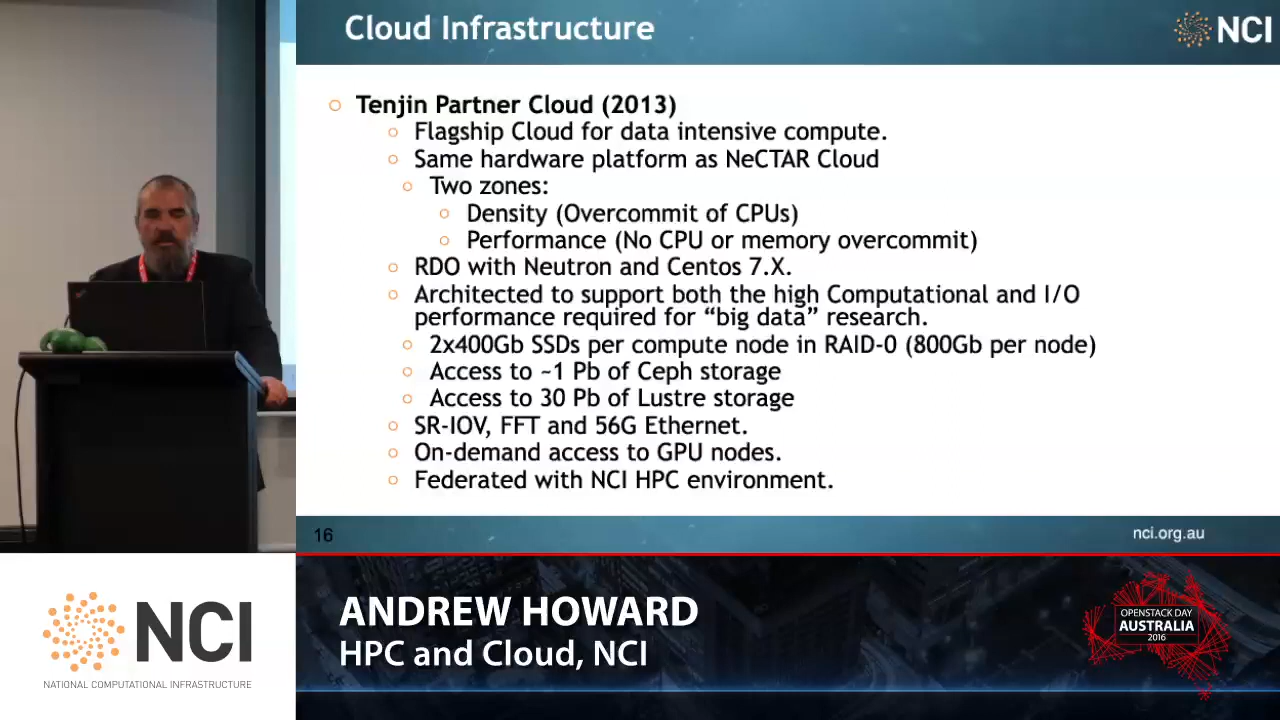 Cloud Infrastructure
NCI
Tenjin Partner Cloud (2013)
Flagship Cloud for data intensive compute.
Same hardware platform as NeCTAR Cloud
Two zones:
Density (Overcommit of CPUs)
Performance (No CPU or memory overcommit)
RDO with Neutron and Centos 7.X.
Architected to support both the high Computational and I/O
performance required for “big data” research.
2x400Gb SSDs per compute node in RAID-0 (800Gb per node)
Access to ~1 Pb of Ceph storage
Access to 30 Pb of Lustre storage
SR-IOV, FFT and 56G Ethernet.
On-demand access to GPU nodes.
Federated with NCI HPC environment.
16
nci.org.au
NCI
NATIONAL COMPUTATIONAL INFRASTRUCTURE
ANDREW HOWARD
HPC and Cloud, NCI
OPENSTACK DAY
AUSTRALIA
2016